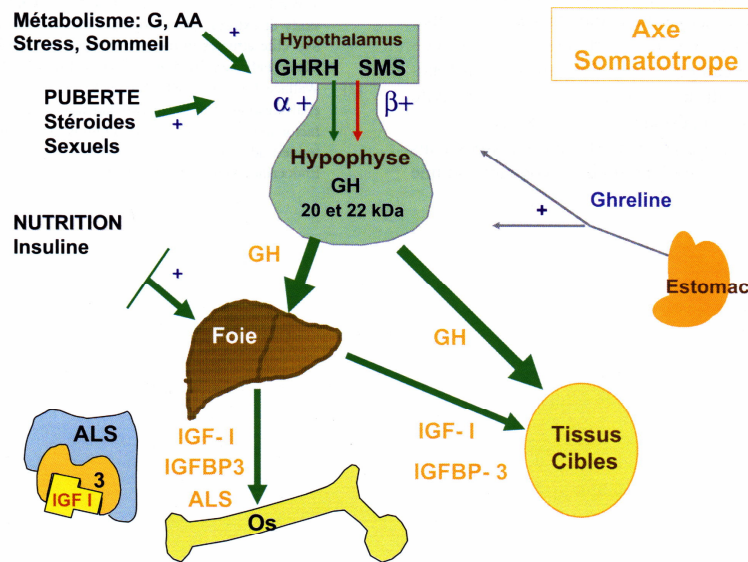 Métabolisme: G, AA
Stress, Sommeil
+
Hypothalamus
GHRH SMS
Axe
Somatotrope
PUBERTE
Stéroides
Sexuels
+
α + β+
Hypophyse
GH
20 et 22 kDa
Ghreline
+
Estomac
NUTRITION
Insuline
+
GH
GH
Foie
IGF- I
IGFBP3
ALS
IGF- I
IGFBP- 3
Tissus
Cibles
ALS
3
IGF I
Os